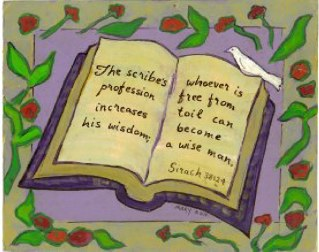 The scribe's
profession
increases
his wisdom;
whoever is
free from
toil can
become
a wise man.
Sirach 38:24